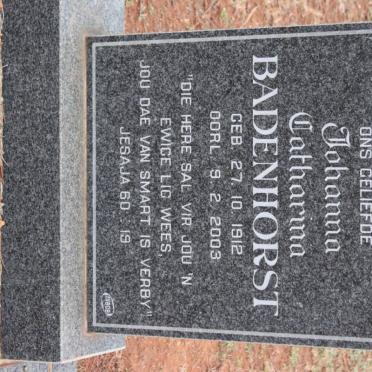 ONS GELIEFDE
Johanna
Catharina
BADENHORST
GEB 27. 10. 1912
OORL. 9. 2. 2003
"DIE HERE SAL VIR JOU 'N
EWIGE LIG WEES
JOU DAE VAN SMART IS VERBY"
JESAJA 60. 19